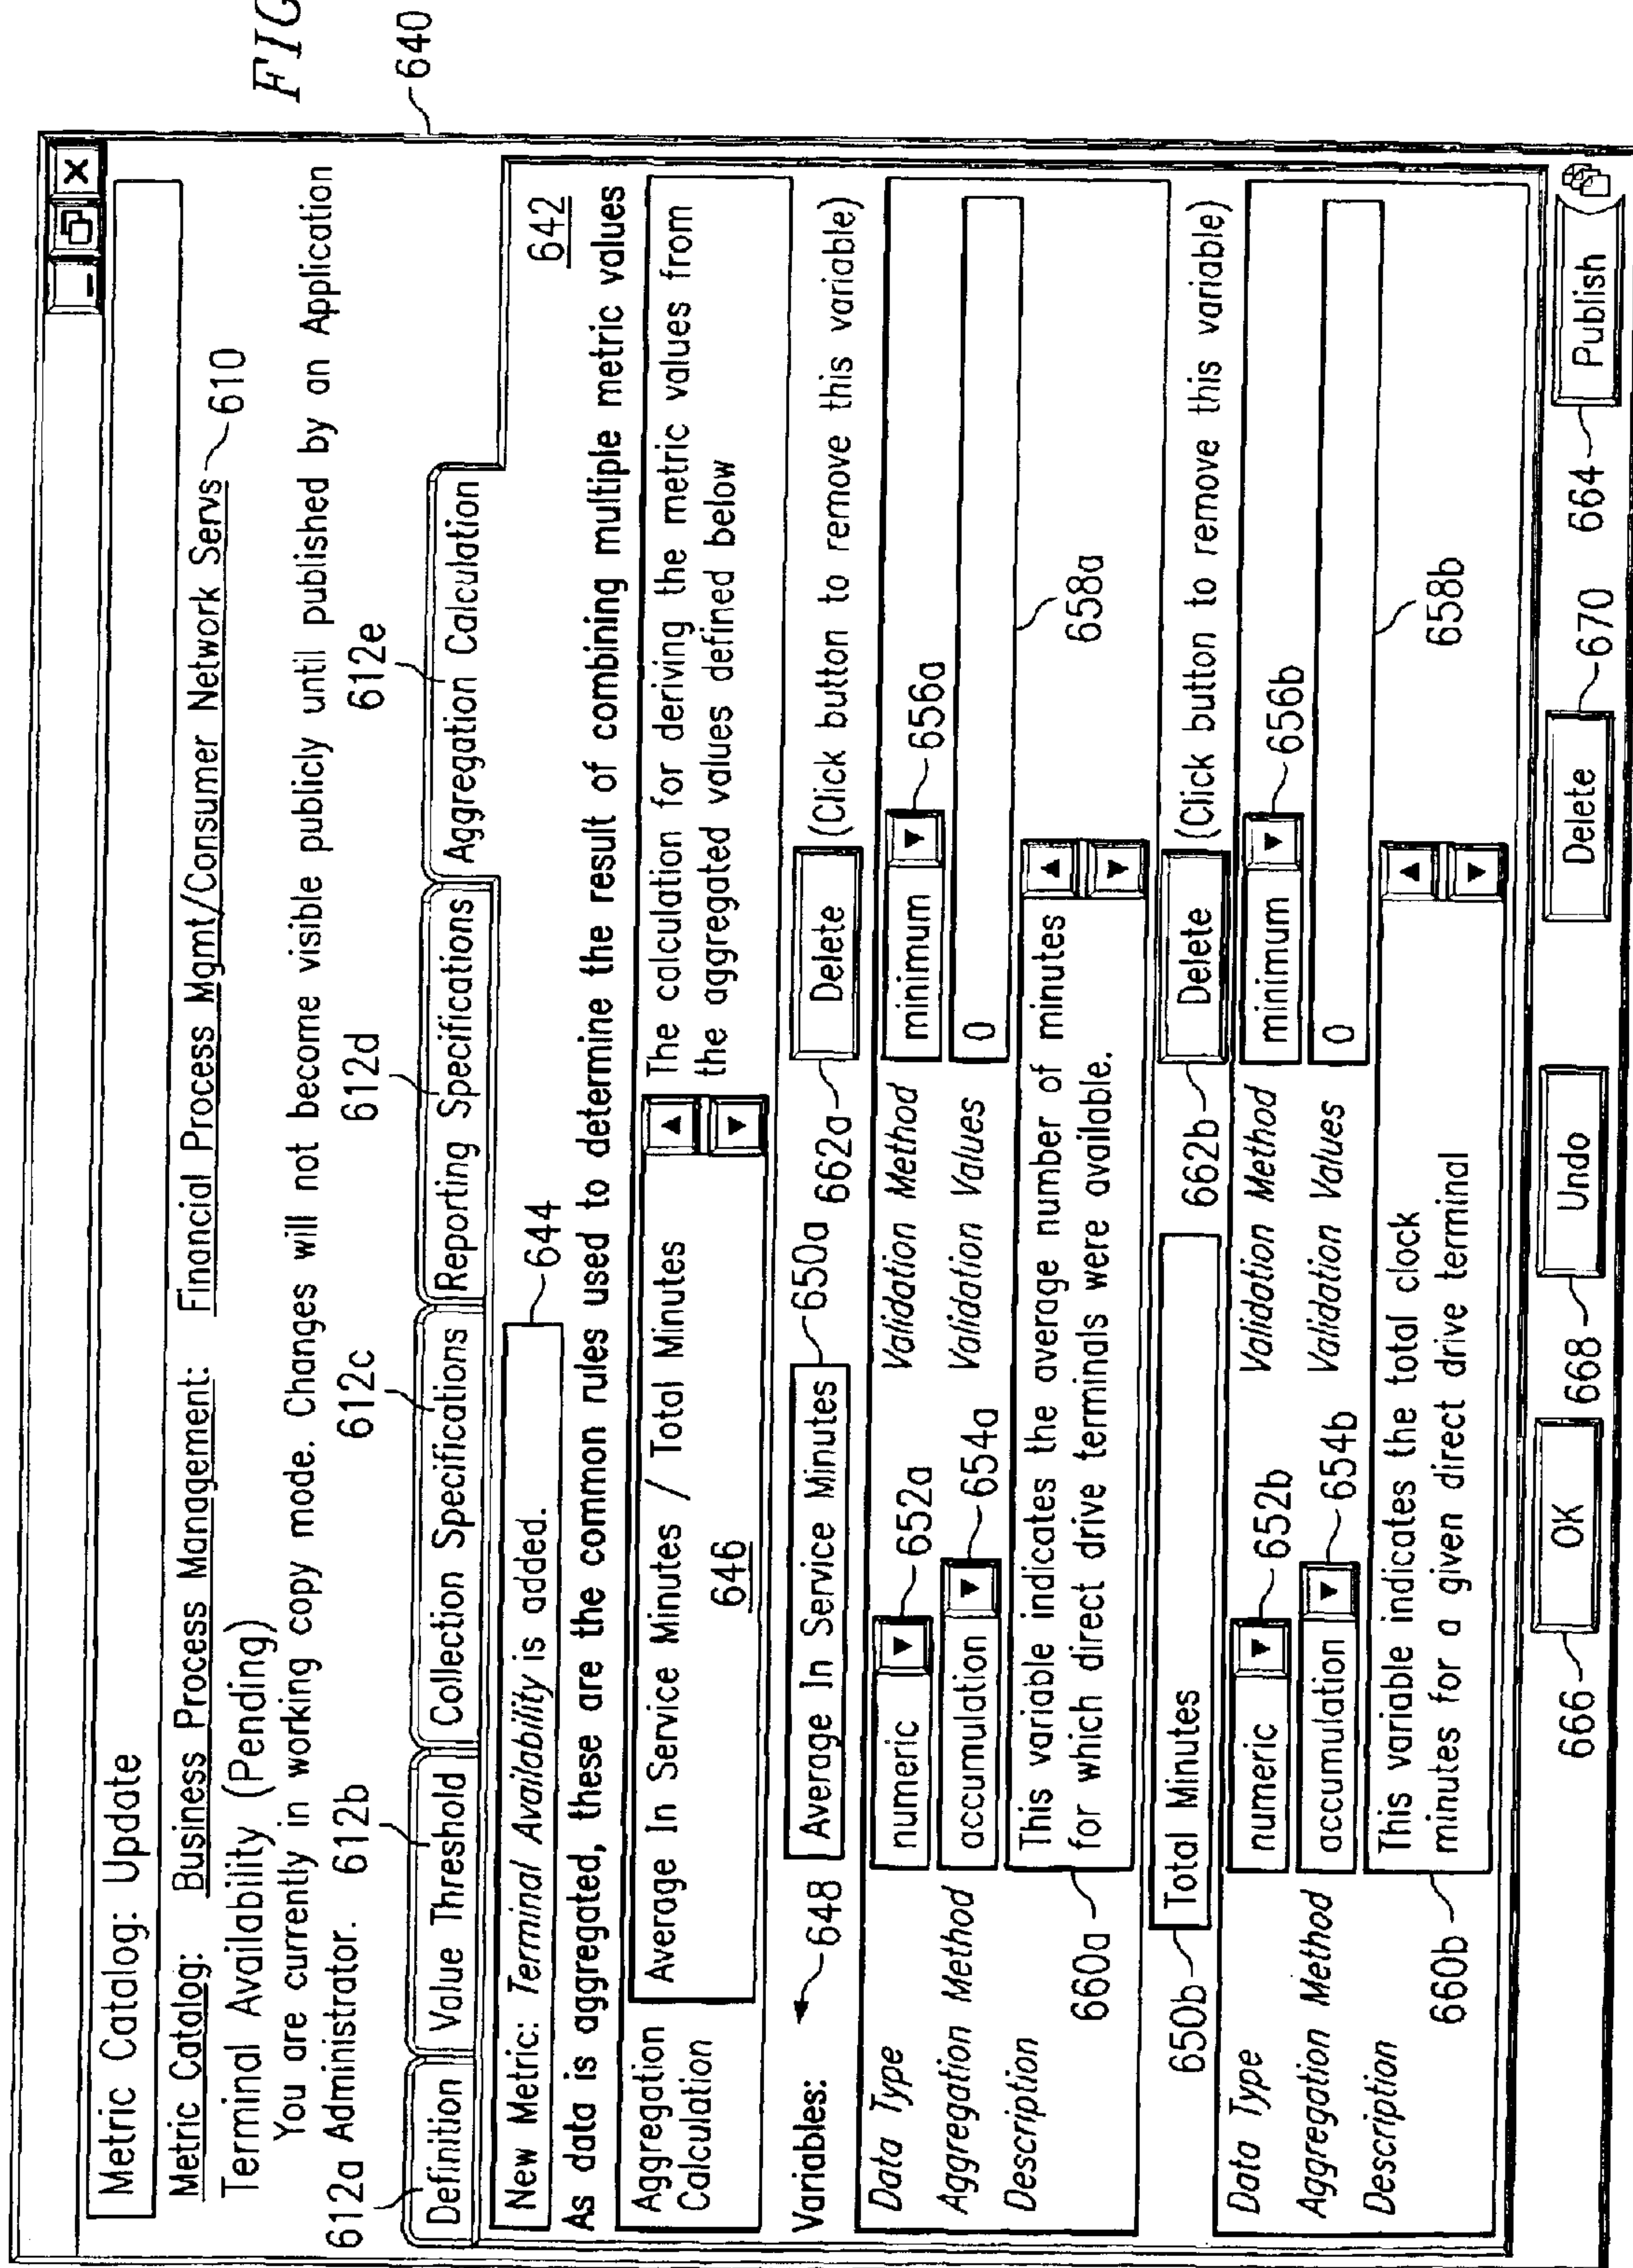 FIG
640
Metric Catalog: Update
Metric Catalog: Business Process Management: Financial Process Mgmt/Consumer Network Servs 610
Terminal Availability (Pending)
You are currently in working copy mode. Changes will not become visible publicly until published by an Application
612a Administrator. 612b 612c 612d 612e
Definition Value Threshold Collection Specifications Reporting Specifications Aggregation Calculation
New Metric: Terminal Availability is added. 644 642
As data is aggregated, these are the common rules used to determine the result of combining multiple metric values
Aggregation Average In Service Minutes / Total Minutes The calculation for deriving the metric values from
Calculation 646 the aggregated values defined below
Variables: 648 Average In Service Minutes 650a 662a Delete (Click button to remove this variable)
Data Type numeric 652a Validation Method minimum 656a
Aggregation Method accumulation 654a Validation Values 0
Description This variable indicates the average number of minutes
660a for which direct drive terminals were available. 658a
650b Total Minutes 662b Delete (Click button to remove this variable)
Data Type numeric 652b Validation Method minimum 656b
Aggregation Method accumulation 654b Validation Values 0
Description This variable indicates the total clock
660b minutes for a given direct drive terminal 658b
666 OK 668 Undo Delete 670 664 Publish